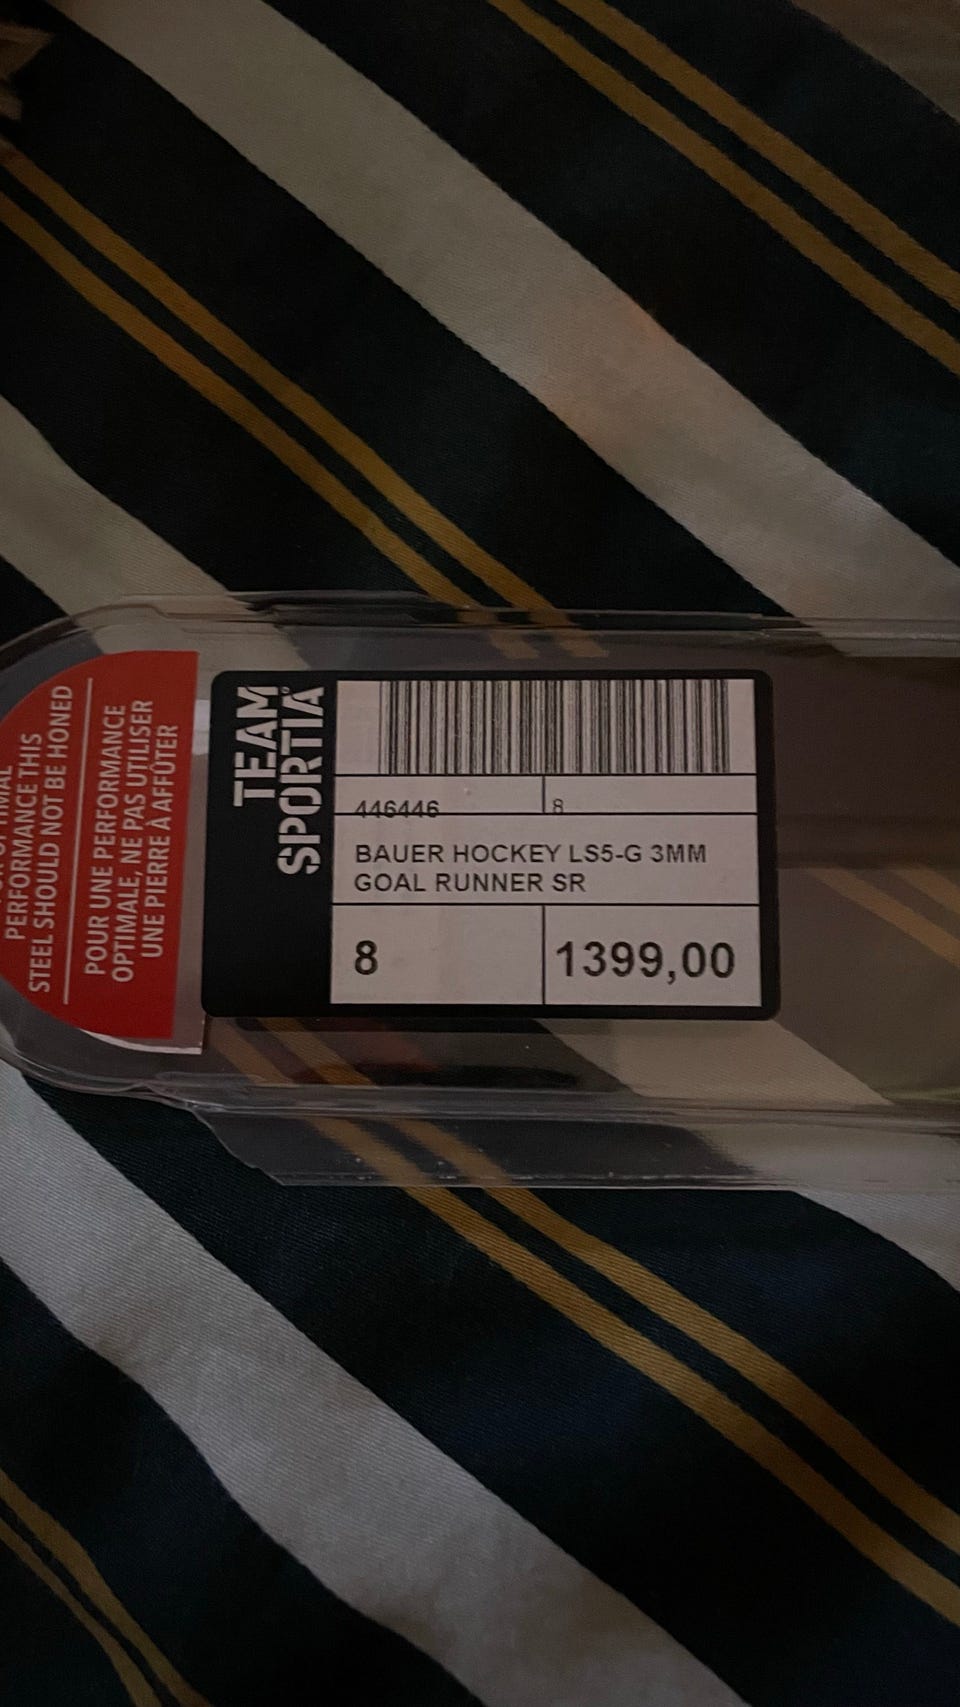 PERFORMANCE THIS
STEEL SHOULD NOT BE HONED
POUR UNE PERFORMANCE
OPTIMALE, NE PAS UTILISER
UNE PIERRE À AFFÛTER
TEAM
SPORTIA
446446 8
BAUER HOCKEY LS5-G 3MM
GOAL RUNNER SR
8 1399,00